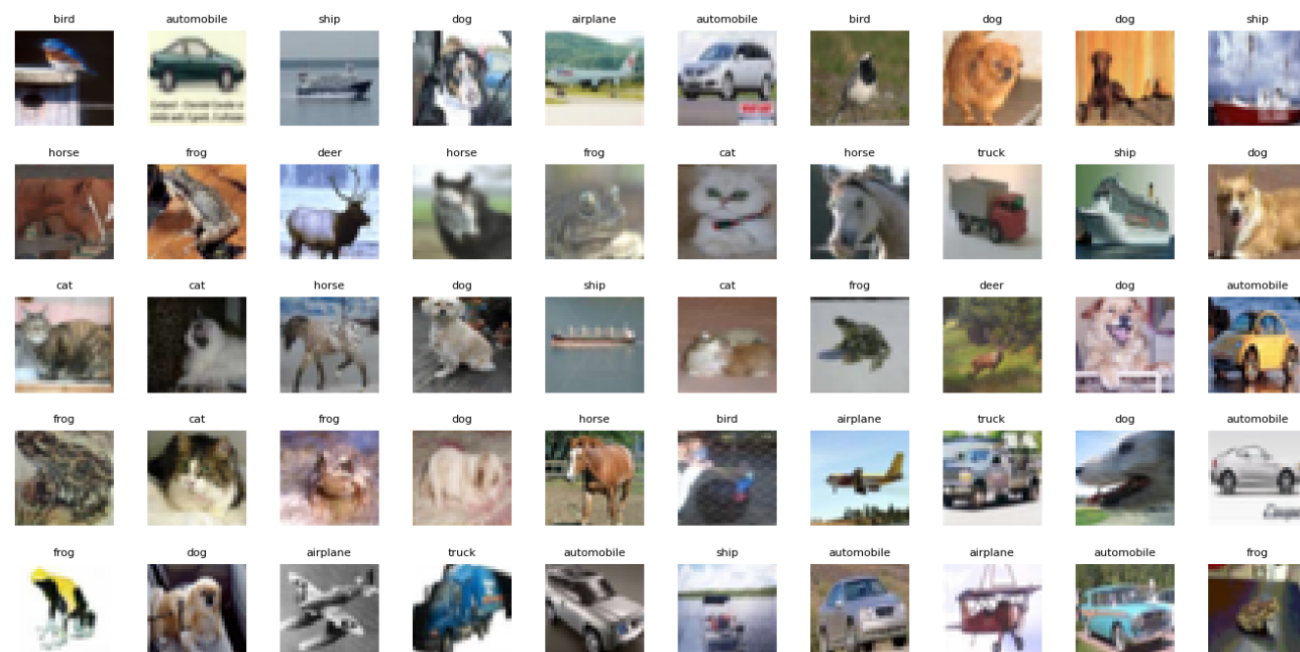 bird automobile ship dog airplane automobile bird dog dog ship
horse frog deer horse frog cat horse truck ship dog
cat cat horse dog ship cat frog deer dog automobile
frog cat frog dog horse bird airplane truck dog automobile
frog dog airplane truck automobile ship automobile airplane automobile frog